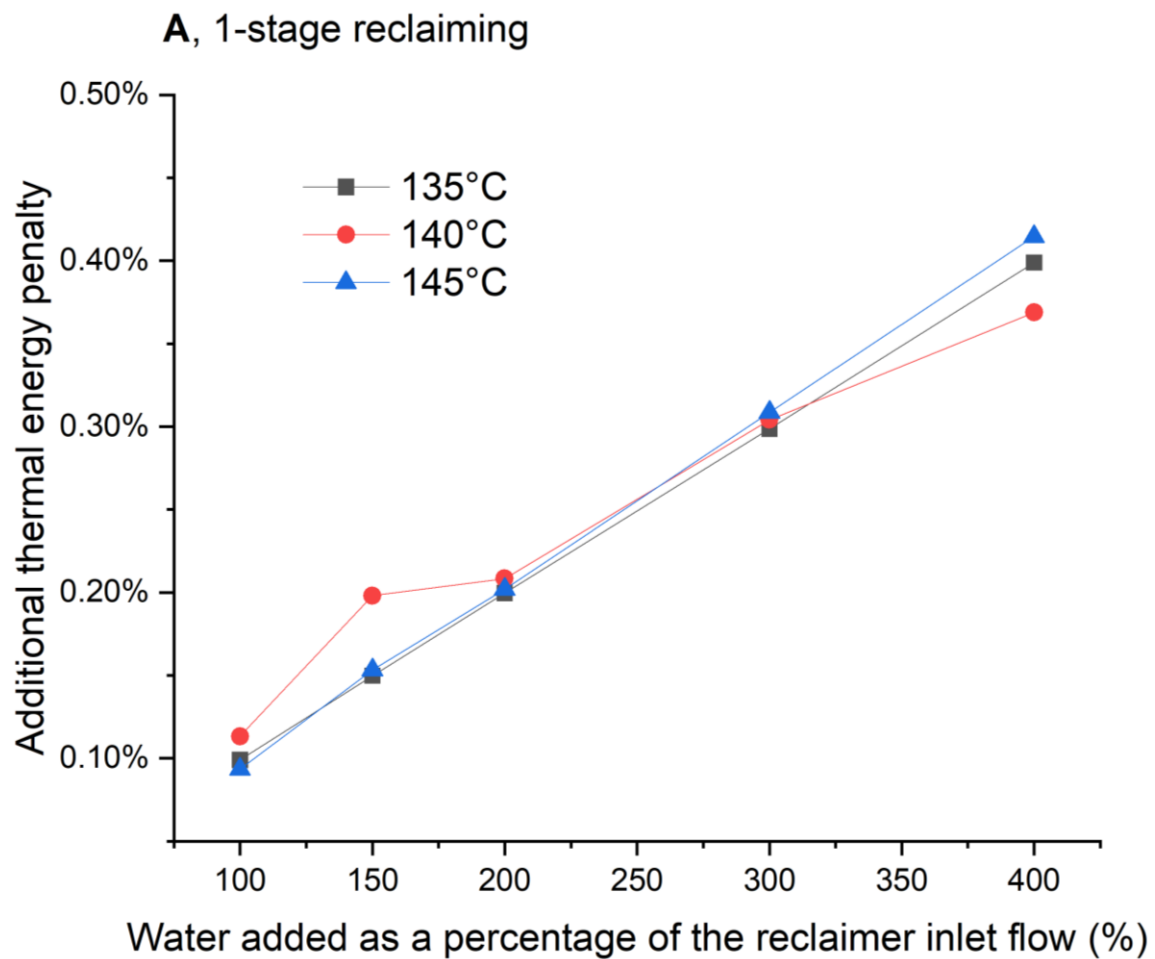 A, 1-stage reclaiming
0.50%
0.40%
0.30%
0.20%
0.10%
Additional thermal energy penalty
135°C
140°C
145°C
100 150 200 250 300 350 400
Water added as a percentage of the reclaimer inlet flow (%)